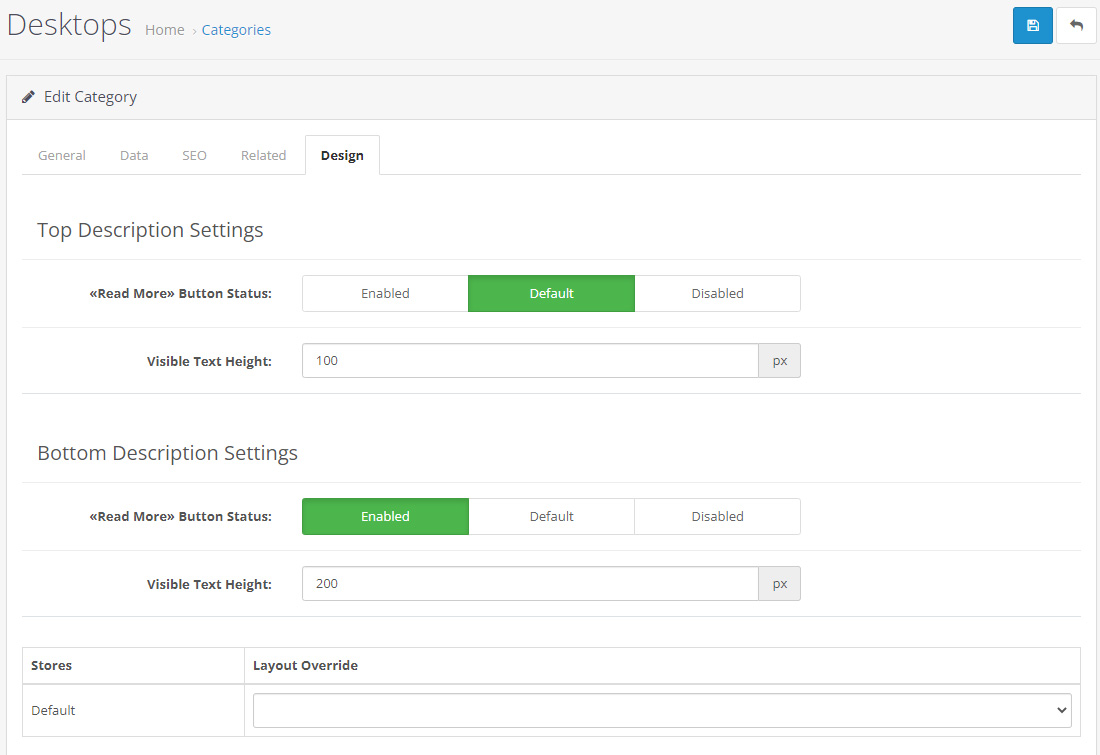 Desktops Home › Categories
Edit Category
General Data SEO Related Design
Top Description Settings
«Read More» Button Status: Enabled Default Disabled
Visible Text Height: 100 px
Bottom Description Settings
«Read More» Button Status: Enabled Default Disabled
Visible Text Height: 200 px
Stores Layout Override
Default